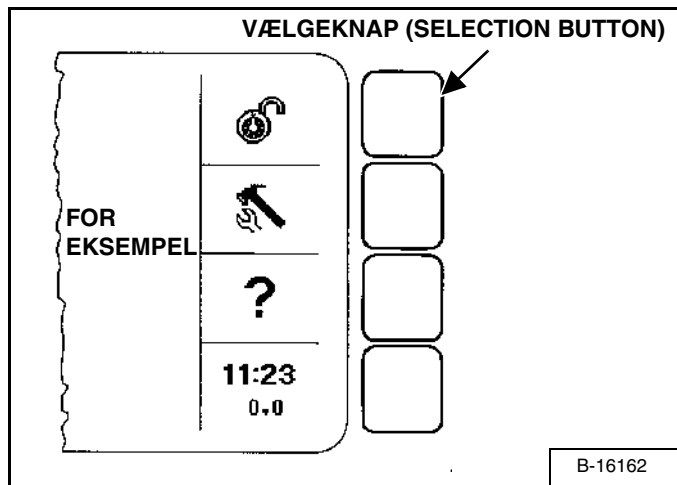 VÆLGEKNAP (SELECTION BUTTON)
FOR
EKSEMPEL
?
11:23
0.0
B-16162